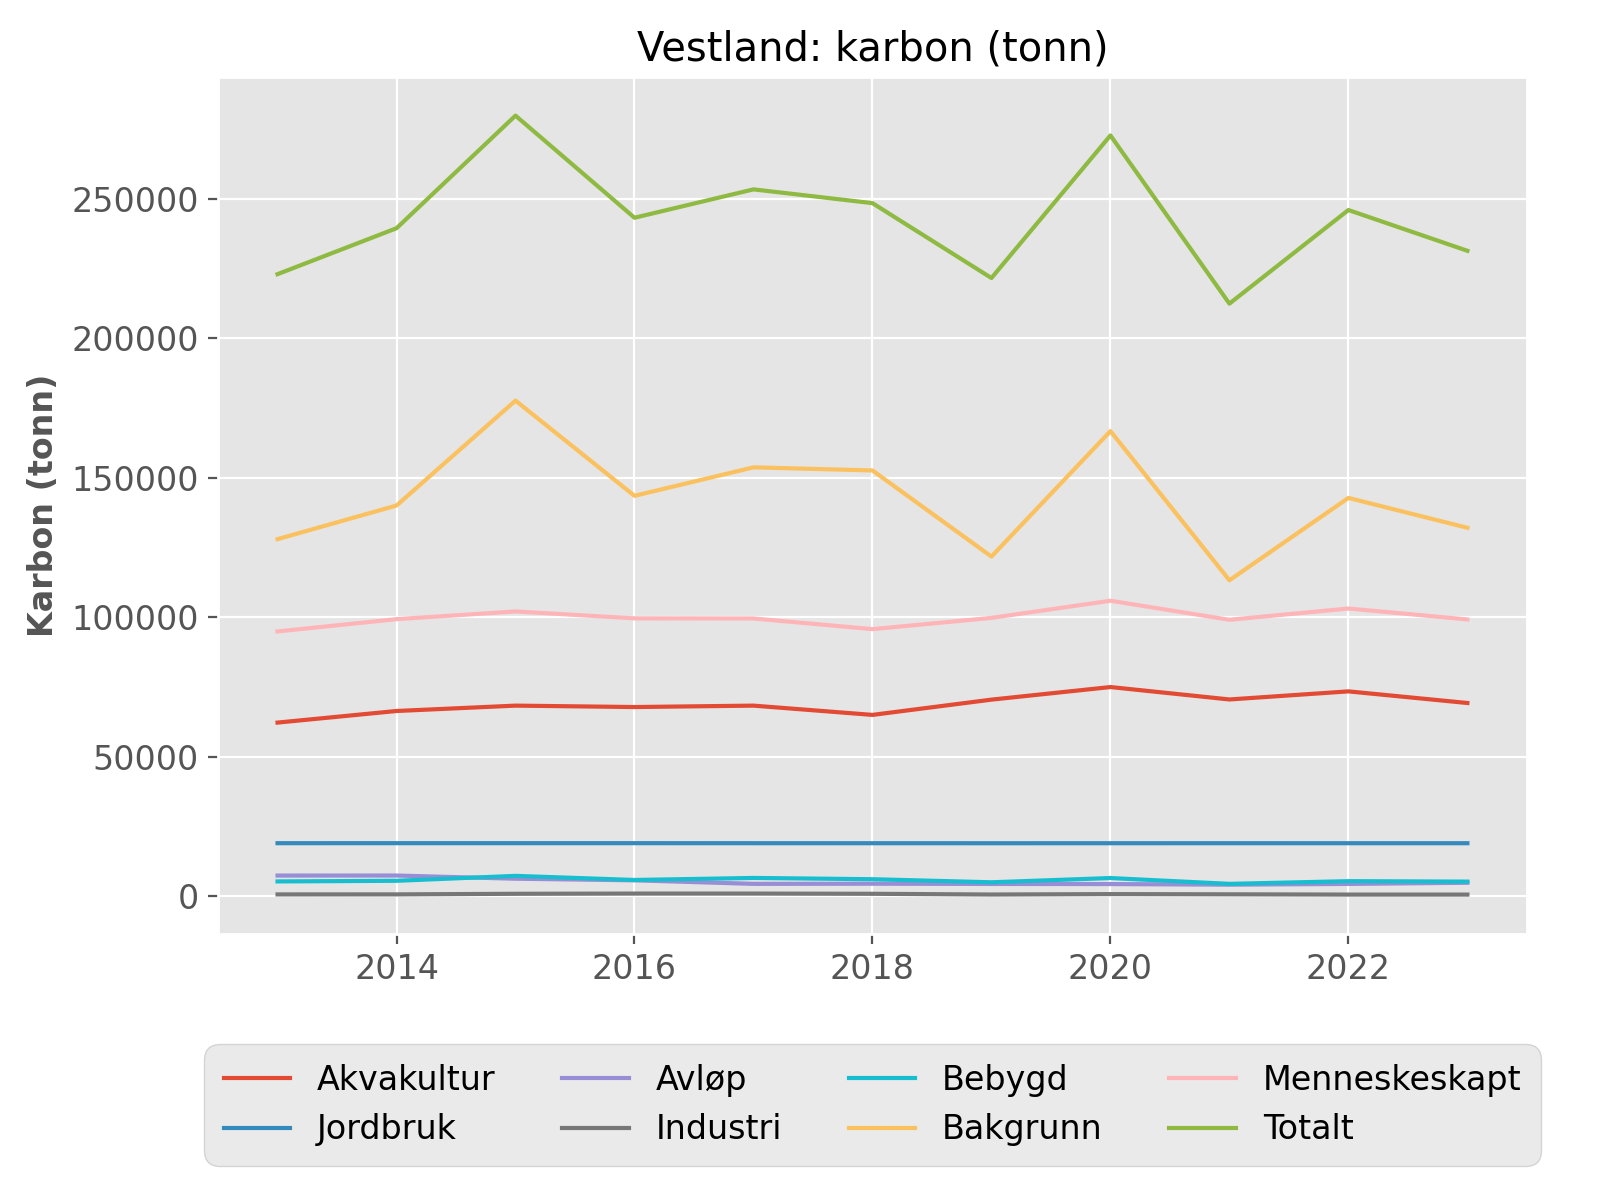 Vestland: karbon (tonn)
Karbon (tonn)
250000
200000
150000
100000
50000
0
2014 2016 2018 2020 2022
Akvakultur Avløp Bebygd Menneskeskapt
Jordbruk Industri Bakgrunn Totalt